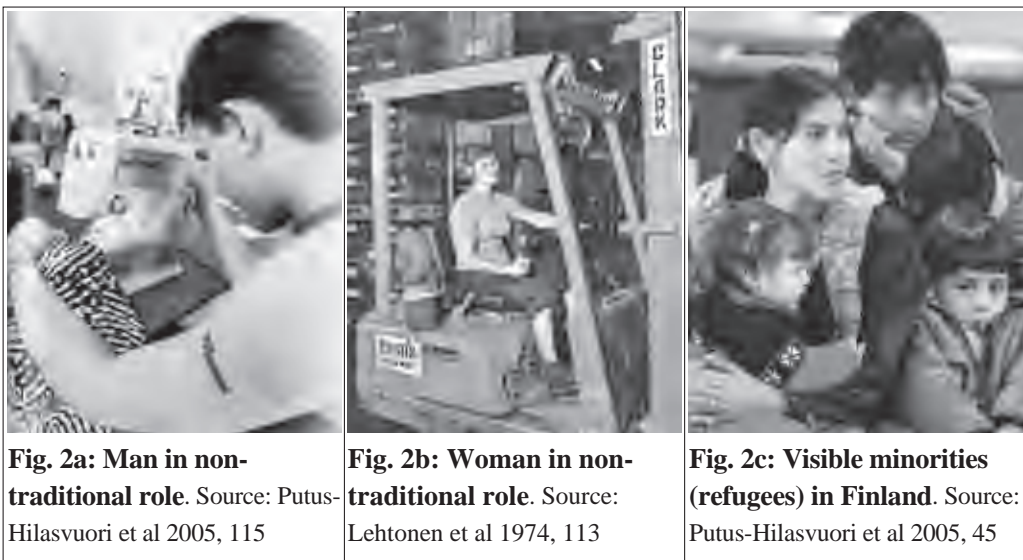 CLARK
Fig. 2a: Man in non-
traditional role. Source: Putus-
Hilasvuori et al 2005, 115
Fig. 2b: Woman in non-
traditional role. Source:
Lehtonen et al 1974, 113
Fig. 2c: Visible minorities
(refugees) in Finland. Source:
Putus-Hilasvuori et al 2005, 45